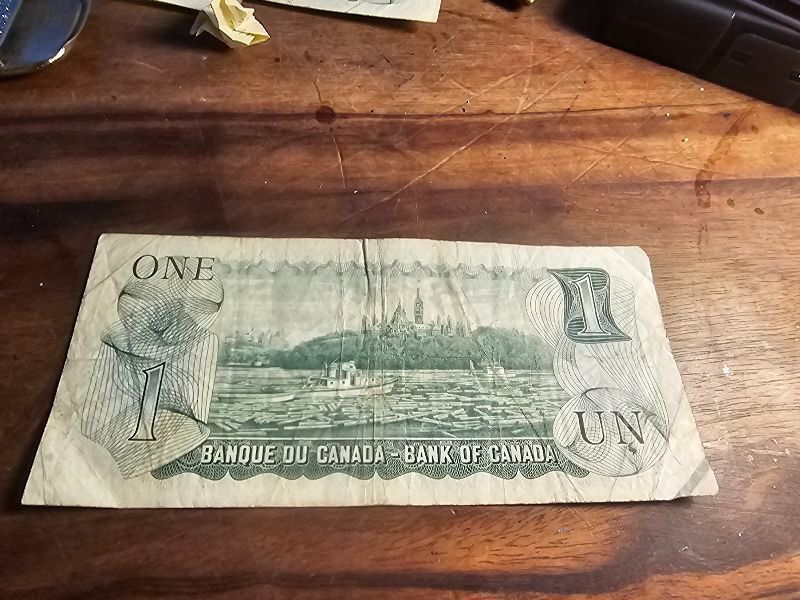 ONE
1
1
UN
BANQUE DU CANADA - BANK OF CANADA